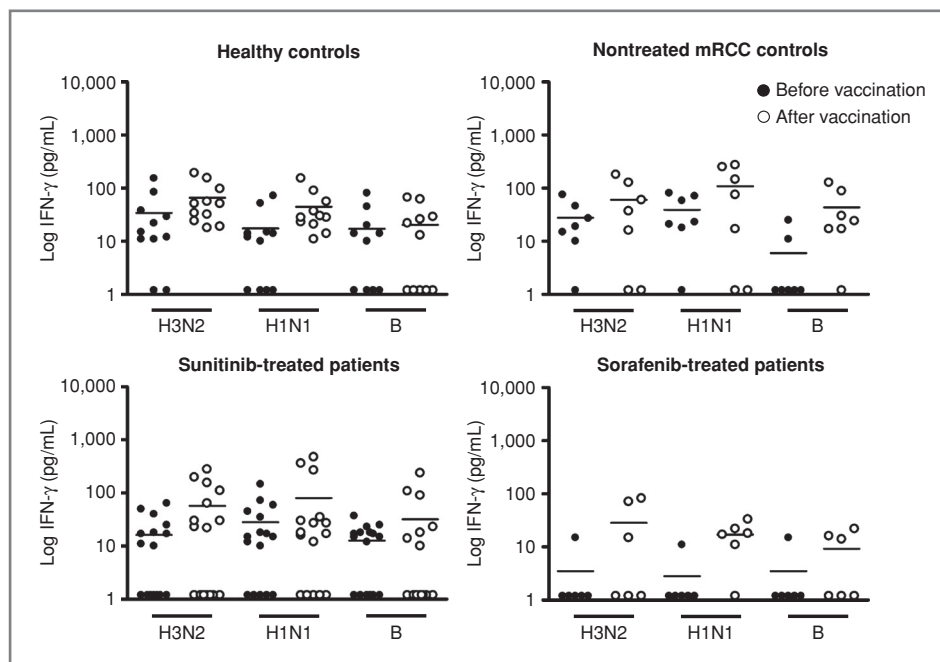 Healthy controls
Log IFN-γ (pg/mL)
10,000
1,000
100
10
1
H3N2 H1N1 B
Nontreated mRCC controls
● Before vaccination
○ After vaccination
Log IFN-γ (pg/mL)
10,000
1,000
100
10
1
H3N2 H1N1 B
Sunitinib-treated patients
Log IFN-γ (pg/mL)
10,000
1,000
100
10
1
H3N2 H1N1 B
Sorafenib-treated patients
Log IFN-γ (pg/mL)
10,000
1,000
100
10
1
H3N2 H1N1 B